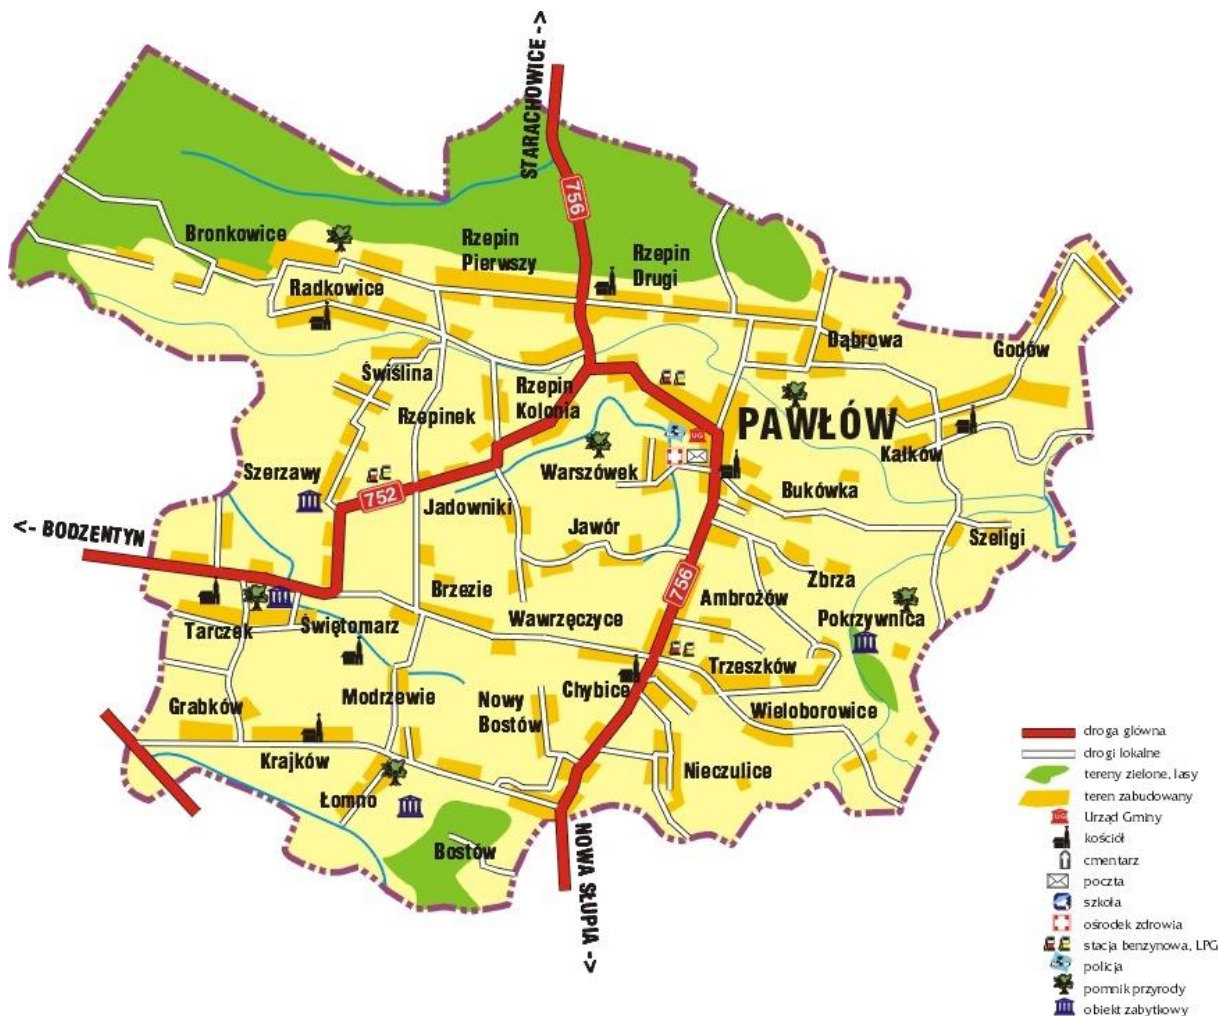 STARACHOWICE ->
756
Bronkowice
Rzepin
Pierwszy
Rzepin
Drugi
Radkowice
Dąbrowa
Godów
Świślina
Rzepin
Kolonia
Rzepinek
PAWŁÓW
UG
Kałków
Warszówek
Szerzawy
752
Jadowniki
Bukówka
<- BODZENTYN
Jawór
Szeligi
Zbrza
756
Brzezie
Ambrożów
Wawrzęczyce
Pokrzywnica
Tarczek
Świętomarz
Trzeszków
Chybice
Modrzewie
Nowy
Bostów
Grabków
Wieloborowice
Krajków
Nieczulice
Łomno
Bostów
NOWA SŁUPIA ->
droga główna
drogi lokalne
tereny zielone, lasy
teren zabudowany
UG
Urząd Gminy
kościół
cmentarz
poczta
szkoła
ośrodek zdrowia
stacja benzynowa, LPG
policja
pomnik przyrody
obiekt zabytkowy